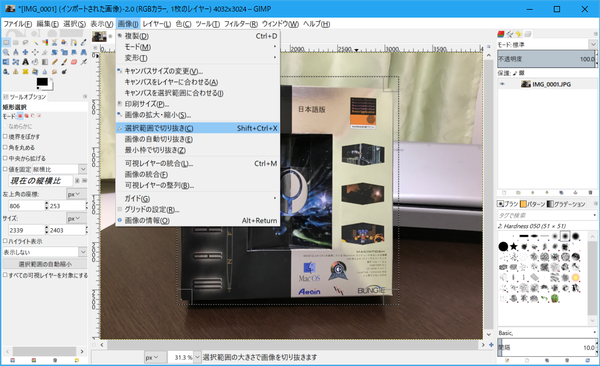 *[IMG_0001] (インポートされた画像)-2.0 (RGBカラー, 1枚のレイヤー) 4032x3024 – GIMP
ファイル(F) 編集(E) 選択(S) 表示(V) 画像(I) レイヤー(L) 色(C) ツール(T) フィルター(R) ウィンドウ(W) ヘルプ(H)
複製(D) Ctrl+D
モード(M)
変形(T)
キャンバスサイズの変更(V)...
キャンバスをレイヤーに合わせる(A)
キャンバスを選択範囲に合わせる(I)
印刷サイズ(P)...
画像の拡大・縮小(S)...
選択範囲で切り抜き(C) Shift+Ctrl+X
画像の自動切り抜き(E)
最小枠で切り抜き(Z)
可視レイヤーの統合(L)... Ctrl+M
画像の統合(F)
可視レイヤーの整列(B)...
ガイド(G)
グリッドの設定(R)...
画像の情報(O) Alt+Return
ツールオプション
矩形選択
モード:
なめらかに
境界をぼかす
角を丸める
中央から拡げる
値を固定 縦横比
現在の縦横比
左上角の座標: px
806 253
サイズ: px
2339 2403
ハイライト表示
表示しない
選択範囲の自動縮小
すべての可視レイヤーを対象にする
日本語版
MacOS
Again
BUNGIE
px 31.3 % 選択範囲の大きさで画像を切り抜きます
モード: 標準
不透明度 100.0
保護:
IMG_0001.JPG
ブラシ パターン グラデーション
タグで検索
2. Hardness 050 (51 × 51)
Basic,
間隔 10.0